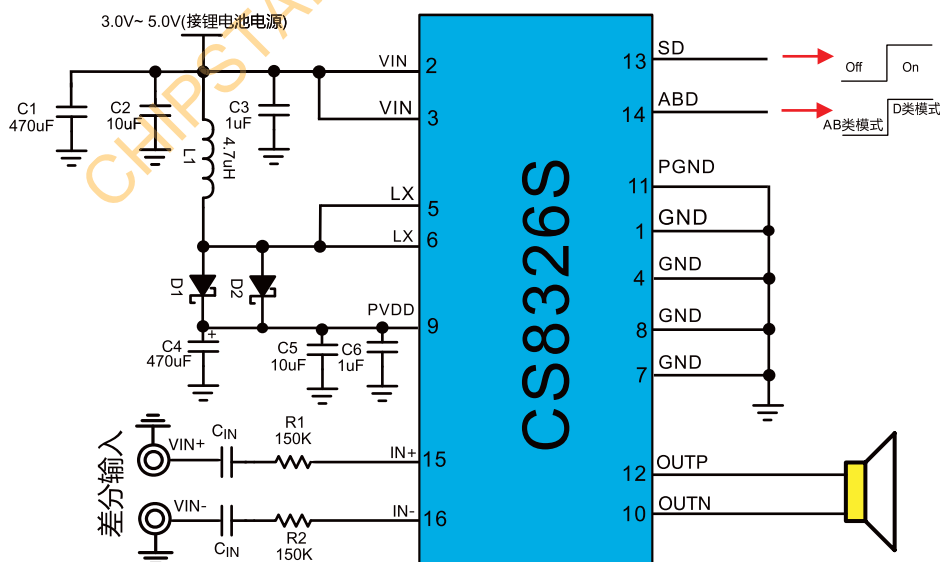 3.0V~ 5.0V(接锂电池电源)
CHIPSTA
VIN
2
VIN
3
C1
470uF
C2
10uF
C3
1uF
L1
4.7uH
LX
5
LX
6
D1
D2
PVDD
9
+
C4
470uF
C5
10uF
C6
1uF
差分输入
VIN+
CIN
R1
150K
IN+
15
VIN-
CIN
R2
150K
IN-
16
CS8326S
13
SD
Off
On
14
ABD
AB类模式
D类模式
11
PGND
1
GND
4
GND
8
GND
7
GND
12
OUTP
10
OUTN